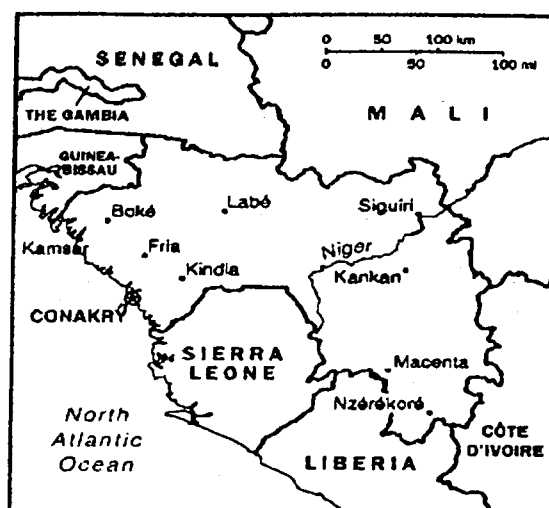 SENEGAL
0 50 100 km
0 50 100 mi
THE GAMBIA
M A L I
GUINEA-
BISSAU
Boké
Labé
Siguiri
Kamsar
Fria
Niger
Kindia
Kankan
CONAKRY
SIERRA
LEONE
Macenta
Nzérékoré
North
Atlantic
Ocean
CÔTE
D'IVOIRE
LIBERIA